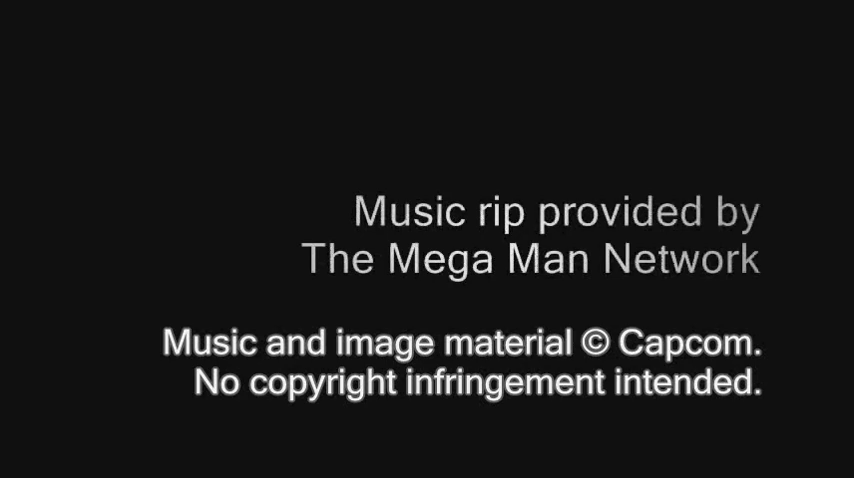 Music rip provided by
The Mega Man Network
Music and image material © Capcom.
No copyright infringement intended.